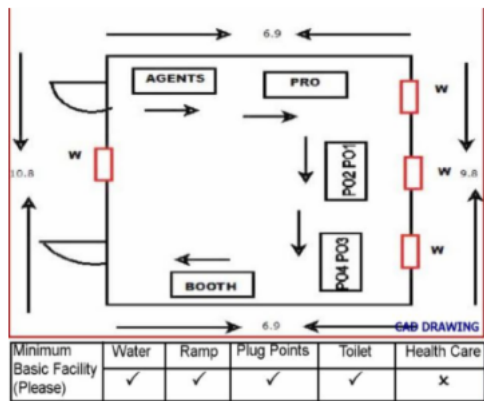 6.9
AGENTS
PRO
W
W
10.8
PO2 PO1
W
9.8
PO4 PO3
W
BOOTH
6.9
CAD DRAWING
Minimum Basic Facility (Please) Water Ramp Plug Points Toilet Health Care
✓ ✓ ✓ ✓ x